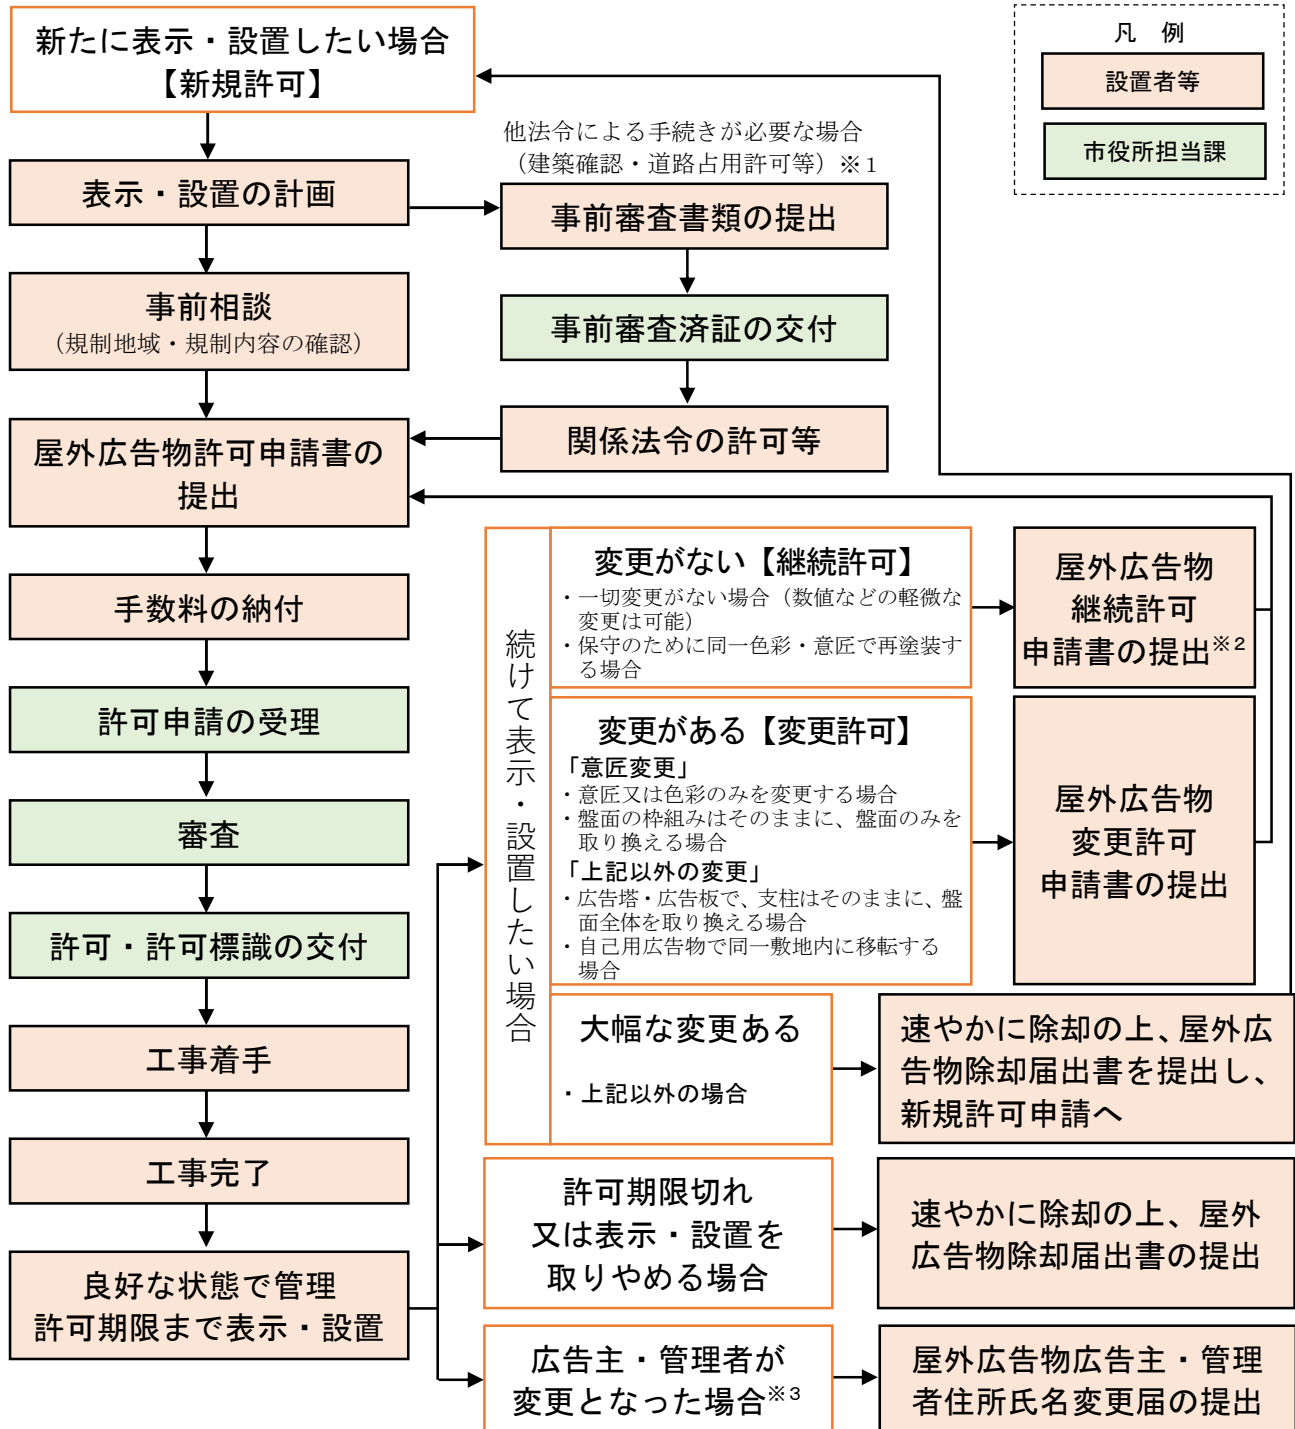 新たに表示・設置したい場合
【新規許可】
凡 例
設置者等
市役所担当課
他法令による手続きが必要な場合
（建築確認・道路占用許可等）※1
表示・設置の計画
事前審査書類の提出
事前相談
（規制地域・規制内容の確認）
事前審査済証の交付
屋外広告物許可申請書の
提出
関係法令の許可等
手数料の納付
許可申請の受理
審査
許可・許可標識の交付
工事着手
工事完了
良好な状態で管理
許可期限まで表示・設置
続けて表示・設置したい場合
変更がない【継続許可】
・一切変更がない場合（数値などの軽微な
変更は可能）
・保守のために同一色彩・意匠で再塗装す
る場合
屋外広告物
継続許可
申請書の提出※2
変更がある【変更許可】
「意匠変更」
・意匠又は色彩のみを変更する場合
・盤面の枠組みはそのままに、盤面のみを
取り換える場合
「上記以外の変更」
・広告塔・広告板で、支柱はそのままに、盤
面全体を取り換える場合
・自己用広告物で同一敷地内に移転する
場合
屋外広告物
変更許可
申請書の提出
大幅な変更ある
・上記以外の場合
速やかに除却の上、屋外広
告物除却届出書を提出し、
新規許可申請へ
許可期限切れ
又は表示・設置を
取りやめる場合
速やかに除却の上、屋外
広告物除却届出書の提出
広告主・管理者が
変更となった場合※3
屋外広告物広告主・管理
者住所氏名変更届の提出